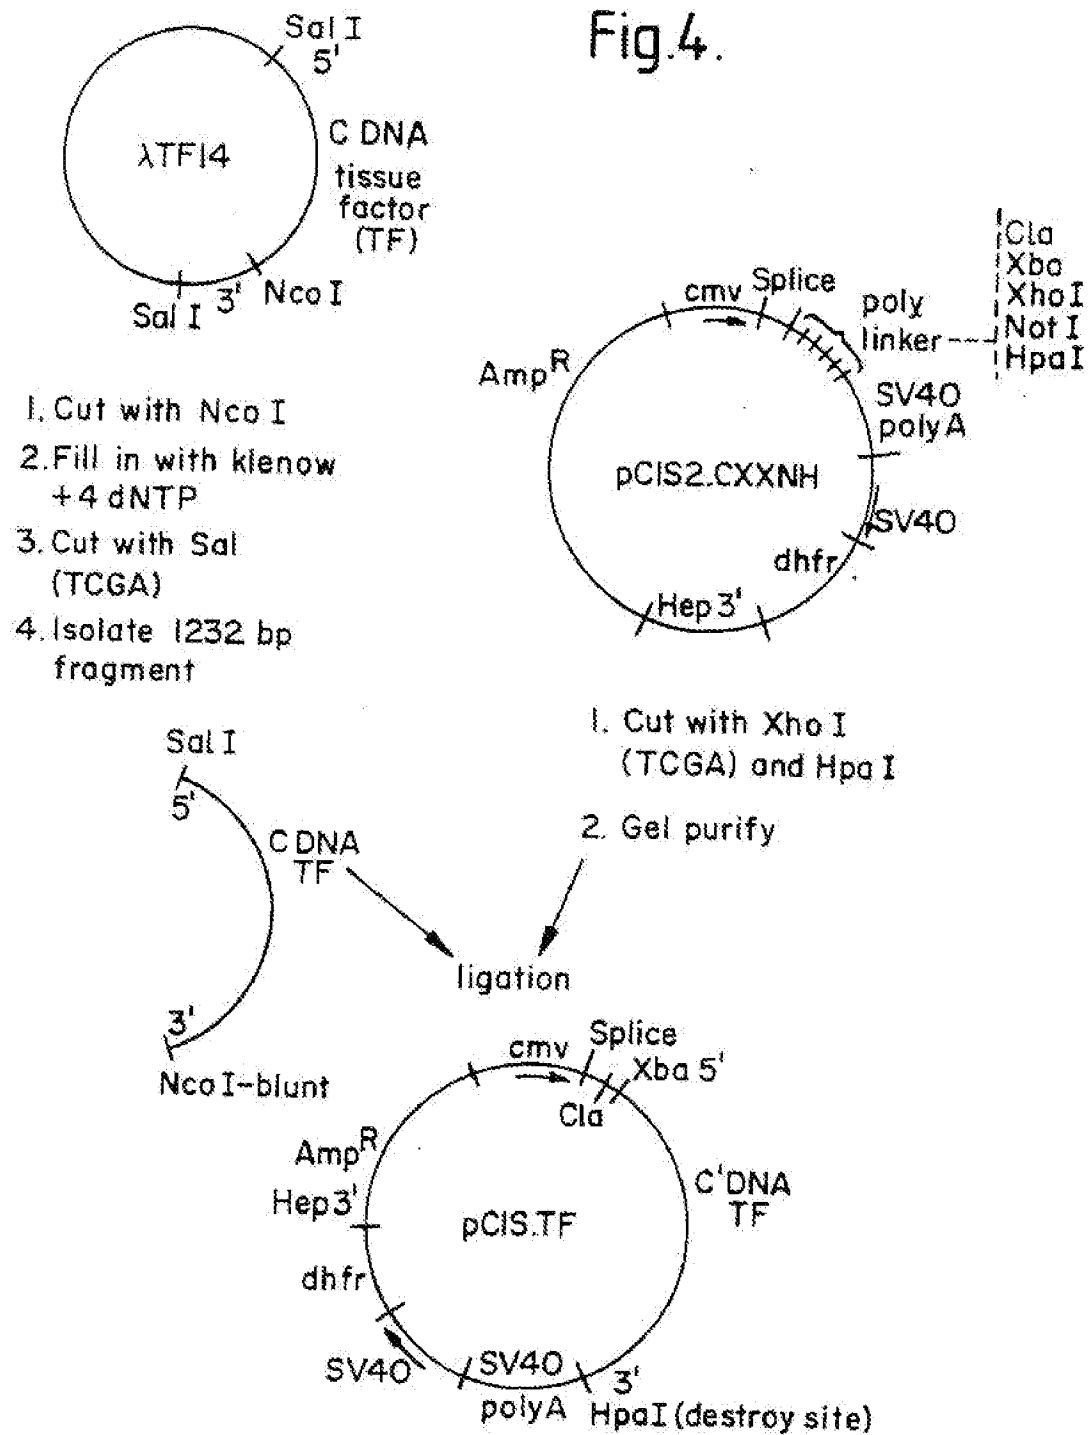 Fig.4.
Sal I
5'
λTF14
C DNA
tissue
factor
(TF)
Sal I
3'
Nco I
1. Cut with Nco I
2. Fill in with klenow
+4 dNTP
3. Cut with Sal
(TCGA)
4. Isolate 1232 bp
fragment
cmv
Splice
poly
linker
Cla
Xba
XhoI
Not I
HpaI
Amp R
SV40
polyA
pCIS2.CXXNH
SV40
dhfr
Hep 3'
1. Cut with Xho I
(TCGA) and Hpa I
2. Gel purify
Sal I
5'
C DNA
TF
3'
Nco I-blunt
ligation
cmv
Splice
Xba 5'
Cla
Amp R
Hep 3'
pCIS.TF
C'DNA
TF
dhfr
SV40
SV40
polyA
3'
HpaI (destroy site)